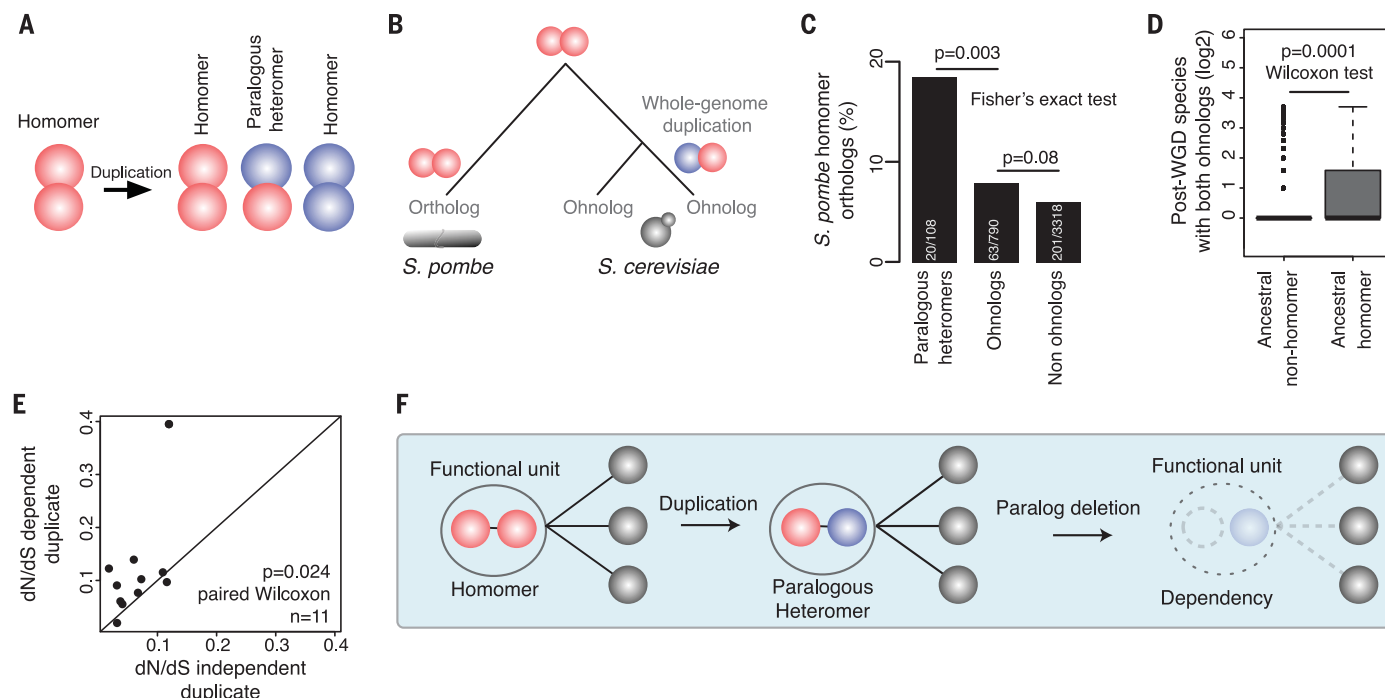 A
Homomer
Duplication
Homomer
Paralogous
heteromer
Homomer
B
Whole-genome
duplication
Ortholog
Ohnolog
Ohnolog
S. pombe
S. cerevisiae
C
S. pombe homomer
orthologs (%)
20
10
0
p=0.003
Fisher's exact test
p=0.08
20/108
63/790
201/3318
Paralogous
heteromers
Ohnologs
Non ohnologs
D
Post-WGD species
with both ohnologs (log2)
6
5
4
3
2
1
0
p=0.0001
Wilcoxon test
Ancestral
non-homomer
Ancestral
homomer
E
dN/dS dependent
duplicate
0.4
0.3
0.2
0.1
p=0.024
paired Wilcoxon
n=11
0.1
0.2
0.3
0.4
dN/dS independent
duplicate
F
Functional unit
Homomer
Duplication
Paralogous
Heteromer
Paralog deletion
Functional unit
Dependency